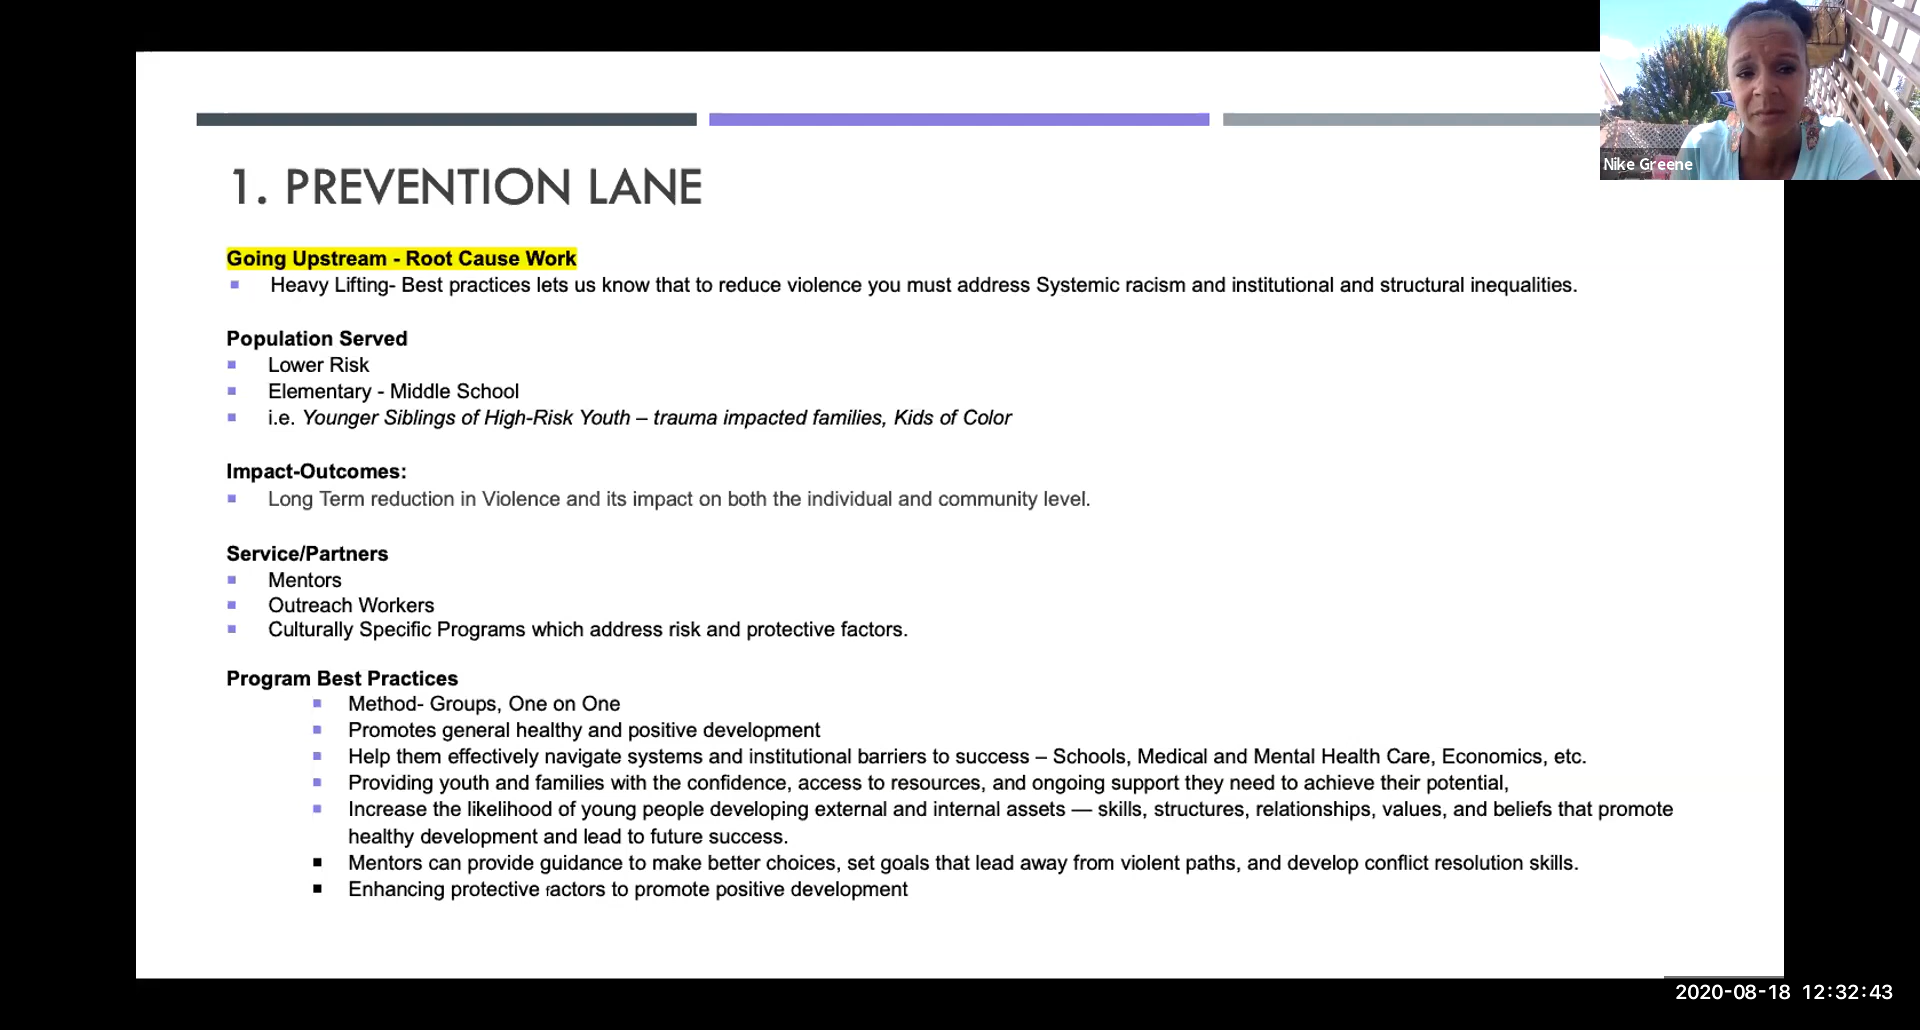 Nike Greene
1. PREVENTION LANE
Going Upstream - Root Cause Work
Heavy Lifting- Best practices lets us know that to reduce violence you must address Systemic racism and institutional and structural inequalities.
Population Served
Lower Risk
Elementary - Middle School
i.e. Younger Siblings of High-Risk Youth – trauma impacted families, Kids of Color
Impact-Outcomes:
Long Term reduction in Violence and its impact on both the individual and community level.
Service/Partners
Mentors
Outreach Workers
Culturally Specific Programs which address risk and protective factors.
Program Best Practices
Method- Groups, One on One
Promotes general healthy and positive development
Help them effectively navigate systems and institutional barriers to success – Schools, Medical and Mental Health Care, Economics, etc.
Providing youth and families with the confidence, access to resources, and ongoing support they need to achieve their potential,
Increase the likelihood of young people developing external and internal assets — skills, structures, relationships, values, and beliefs that promote
healthy development and lead to future success.
Mentors can provide guidance to make better choices, set goals that lead away from violent paths, and develop conflict resolution skills.
Enhancing protective factors to promote positive development
2020-08-18 12:32:43